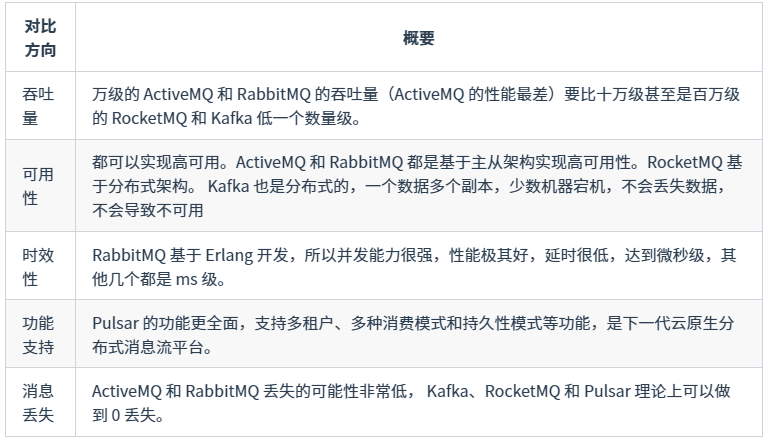 对比
方向
概要
吞吐
量
万级的 ActiveMQ 和 RabbitMQ 的吞吐量（ActiveMQ 的性能最差）要比十万级甚至是百万级
的 RocketMQ 和 Kafka 低一个数量级。
可用
性
都可以实现高可用。ActiveMQ 和 RabbitMQ 都是基于主从架构实现高可用性。RocketMQ 基
于分布式架构。 Kafka 也是分布式的，一个数据多个副本，少数机器宕机，不会丢失数据，
不会导致不可用
时效
性
RabbitMQ 基于 Erlang 开发，所以并发能力很强，性能极其好，延时很低，达到微秒级，其
他几个都是 ms 级。
功能
支持
Pulsar 的功能更全面，支持多租户、多种消费模式和持久性模式等功能，是下一代云原生分
布式消息流平台。
消息
丢失
ActiveMQ 和 RabbitMQ 丢失的可能性非常低， Kafka、RocketMQ 和 Pulsar 理论上可以做
到 0 丢失。